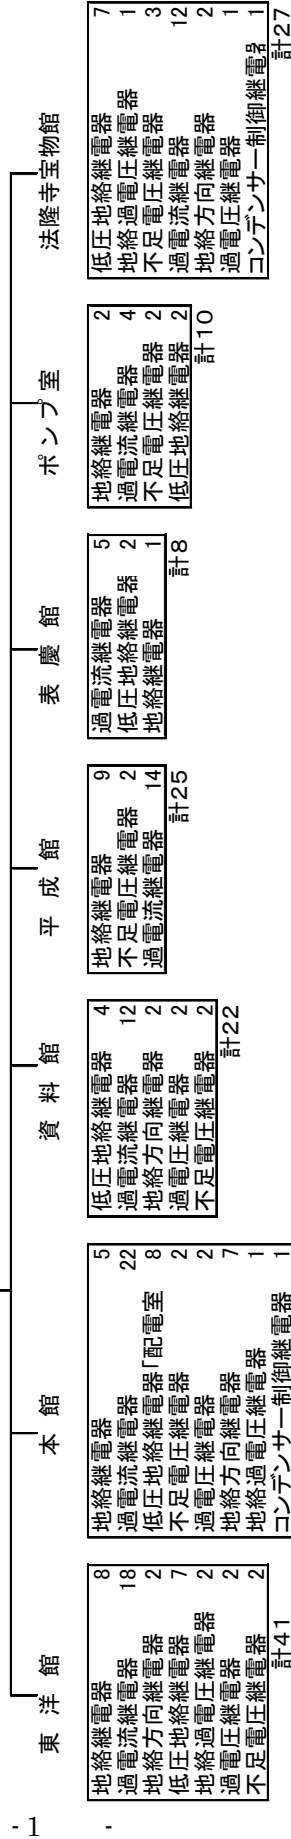 東 洋 館
地絡継電器 8
過電流継電器 18
地絡方向継電器 2
低圧地絡継電器 7
地絡過電圧継電器 2
過電圧継電器 2
不足電圧継電器 2
計41
本 館
地絡継電器 5
過電流継電器 22
低圧地絡継電器「配電室 8
不足電圧継電器 2
過電圧継電器 2
地絡方向継電器 7
地絡過電圧継電器 1
コンデンサー制御継電器 1
資 料 館
低圧地絡継電器 4
過電流継電器 12
地絡方向継電器 2
過電圧継電器 2
不足電圧継電器 2
計22
平 成 館
地絡継電器 9
不足電圧継電器 2
過電流継電器 14
計25
表 慶 館
過電流継電器 5
低圧地絡継電器 2
地絡継電器 1
計8
ポンプ室
地絡継電器 2
過電流継電器 4
不足電圧継電器 2
低圧地絡継電器 2
計10
法隆寺宝物館
低圧地絡継電器 7
地絡過電圧継電器 1
不足電圧継電器 3
過電流継電器 12
地絡方向継電器 2
過電圧継電器 1
コンデンサー制御継電器 1
計27
-1 -